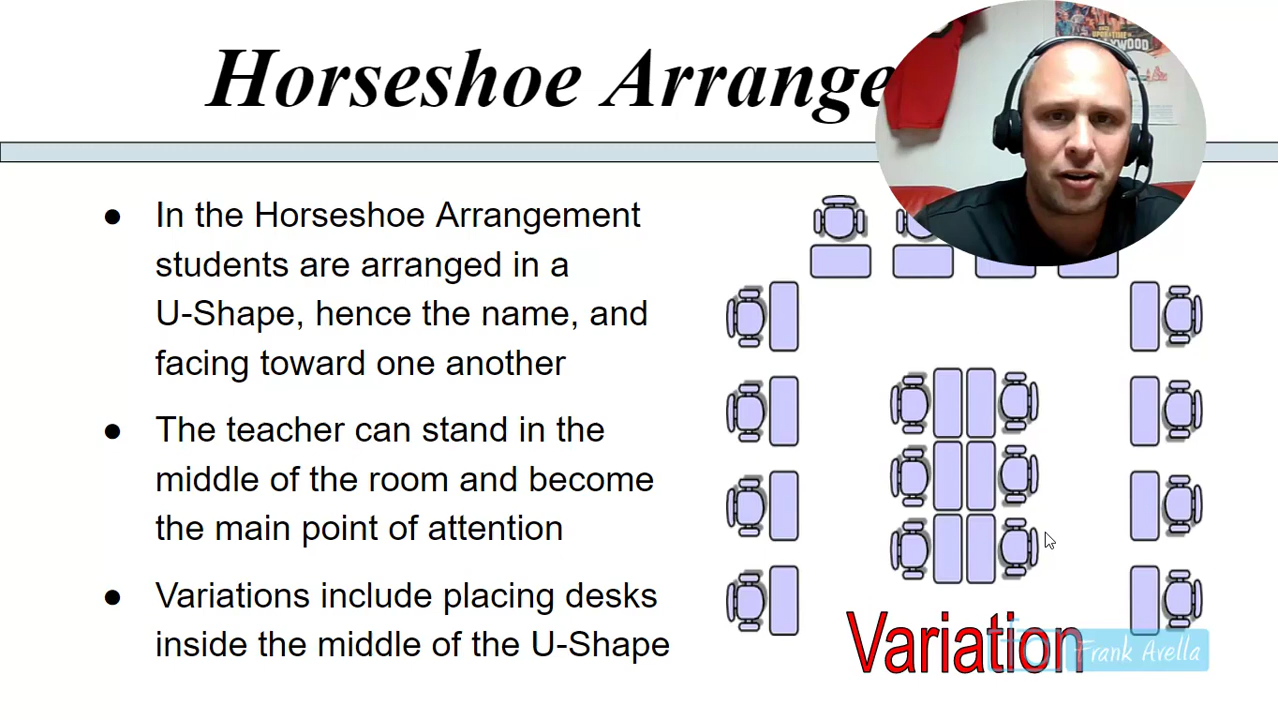 Horseshoe Arrange
In the Horseshoe Arrangement
students are arranged in a
U-Shape, hence the name, and
facing toward one another
The teacher can stand in the
middle of the room and become
the main point of attention
Variations include placing desks
inside the middle of the U-Shape
Variation
Frank Avella